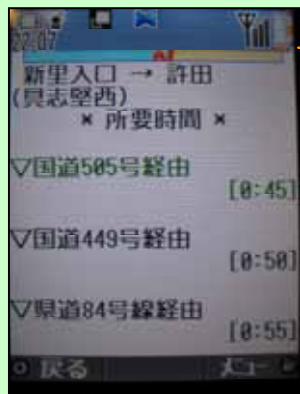 22:07
新里入口 → 許田
(具志堅西)
* 所要時間 *
▽国道505号経由
[0:45]
▽国道449号経由
[0:50]
▽県道84号線経由
[0:55]
戻る
メニュー